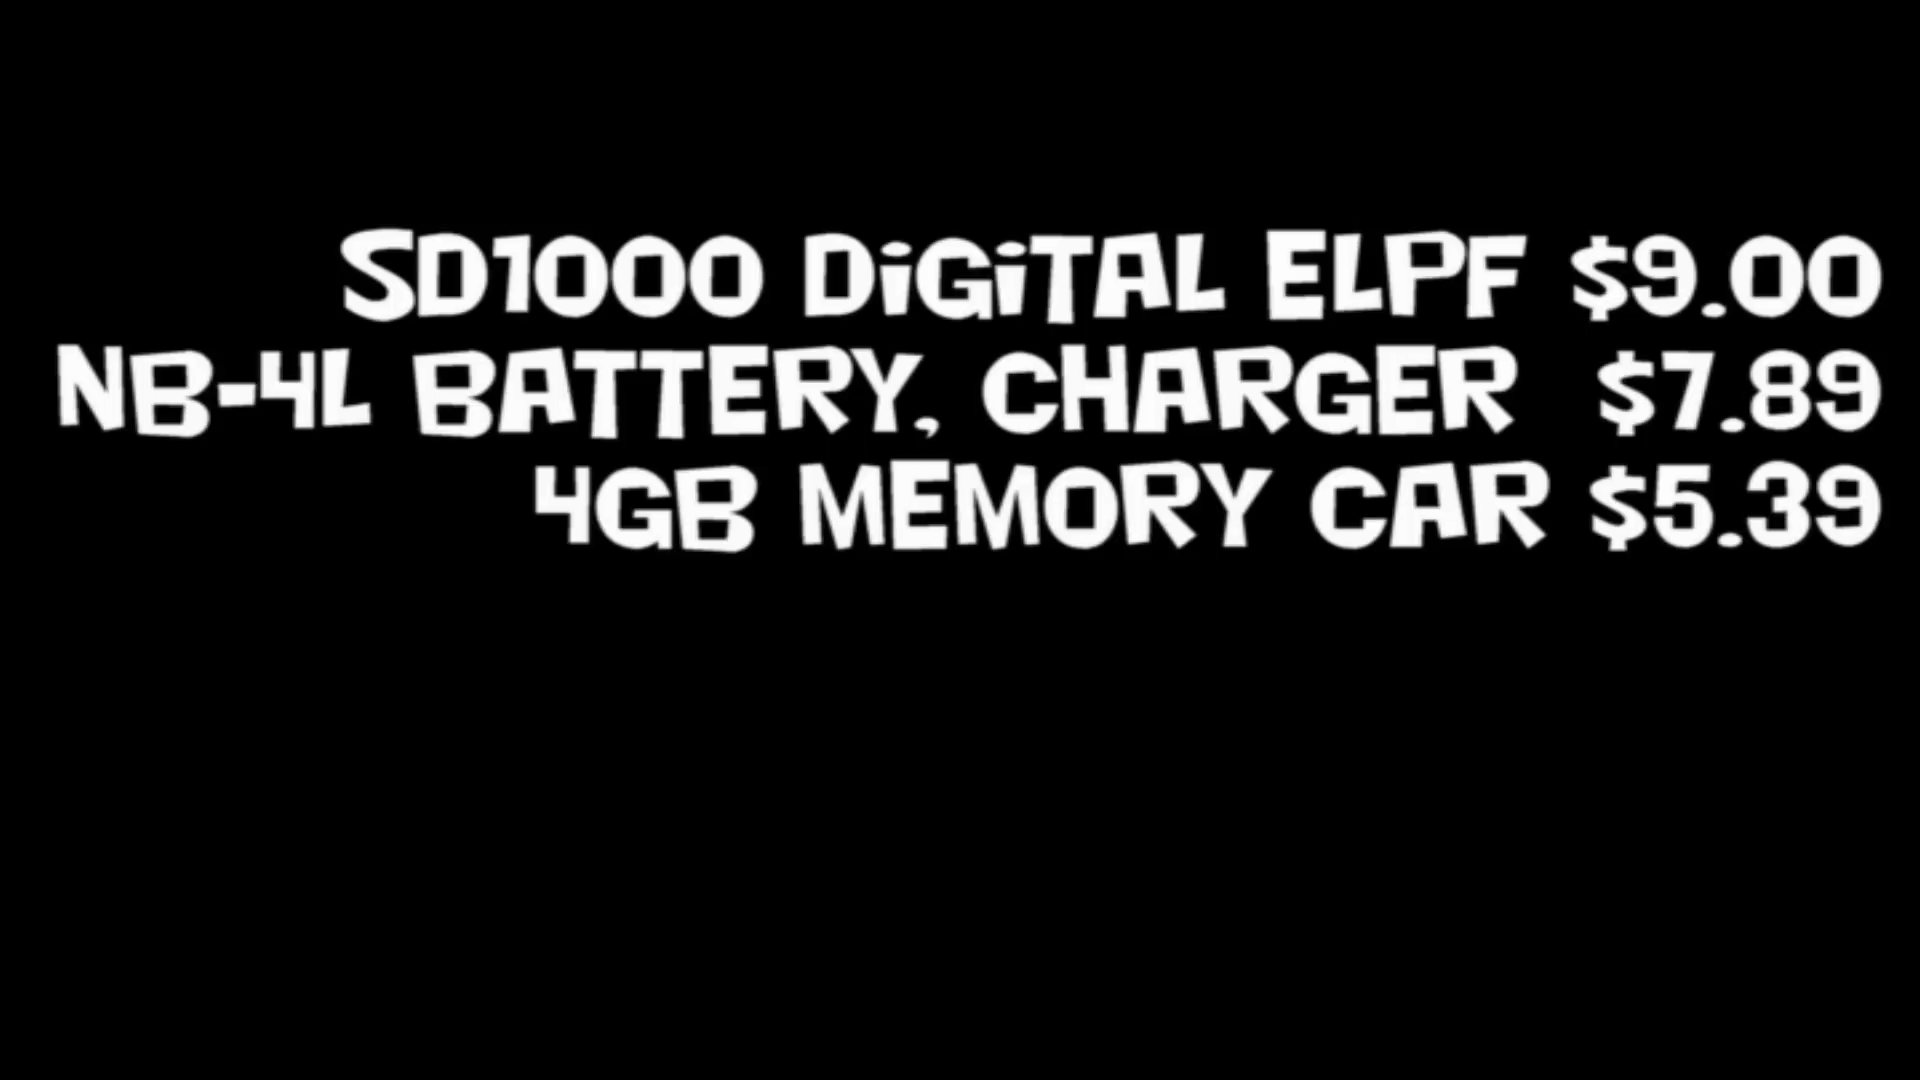 SD1000 DiGiTAL ELPF $9.00
NB-4L BATTERY, CHARGER $7.89
4GB MEMORY CAR $5.39